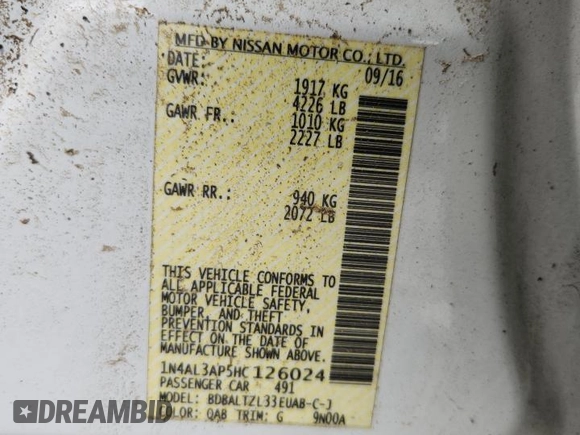 MFD BY NISSAN MOTOR CO., LTD.
DATE: 09/16
GVWR: 1917 KG
4226 LB
GAWR FR.: 1010 KG
2227 LB
GAWR RR.: 940 KG
2072 LB
THIS VEHICLE CONFORMS TO
ALL APPLICABLE FEDERAL
MOTOR VEHICLE SAFETY,
BUMPER, AND THEFT
PREVENTION STANDARDS IN
EFFECT ON THE DATE OF
MANUFACTURE SHOWN ABOVE.
1N4AL3AP5HC126024
PASSENGER CAR 491
MODEL: BDBALTZL33EUAB-C-J
COLOR: QAB TRIM: G 9N00A
DREAMBID